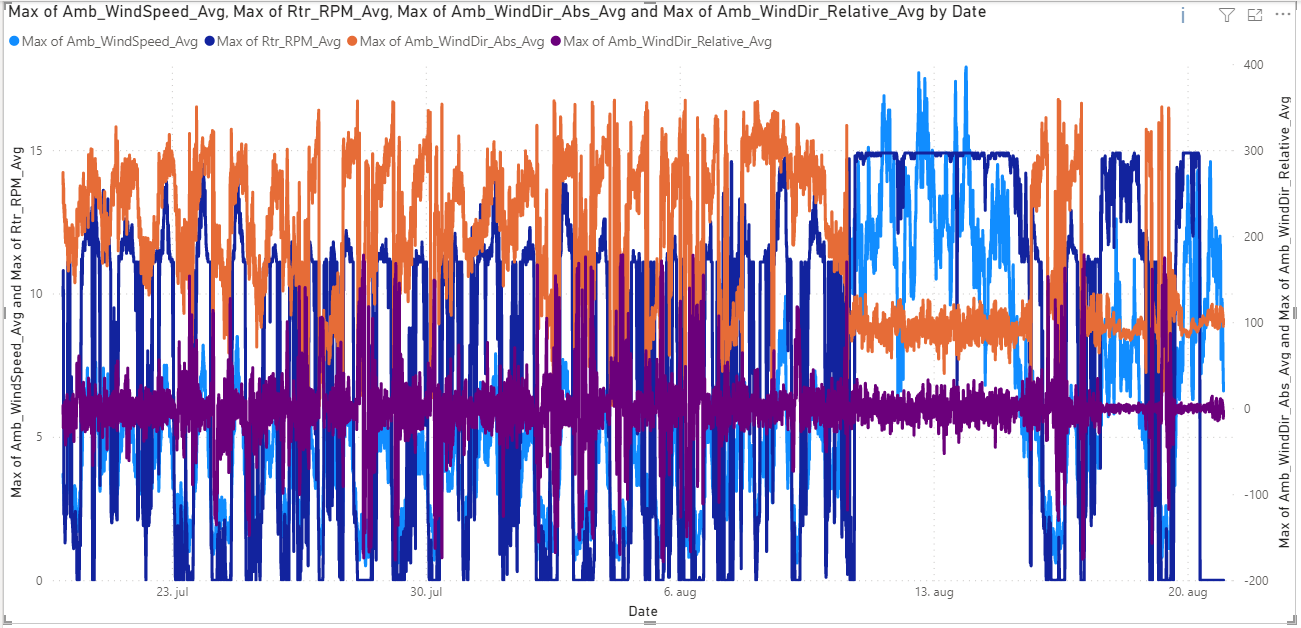 Max of Amb_WindSpeed_Avg, Max of Rtr_RPM_Avg, Max of Amb_WindDir_Abs_Avg and Max of Amb_WindDir_Relative_Avg by Date
Max of Amb_WindSpeed_Avg Max of Rtr_RPM_Avg Max of Amb_WindDir_Abs_Avg Max of Amb_WindDir_Relative_Avg
Max of Amb_WindSpeed_Avg and Max of Rtr_RPM_Avg
15
10
5
0
400
300
200
100
0
-100
-200
Max of Amb_WindDir_Abs_Avg and Max of Amb_WindDir_Relative_Avg
23. jul 30. jul 6. aug 13. aug 20. aug
Date